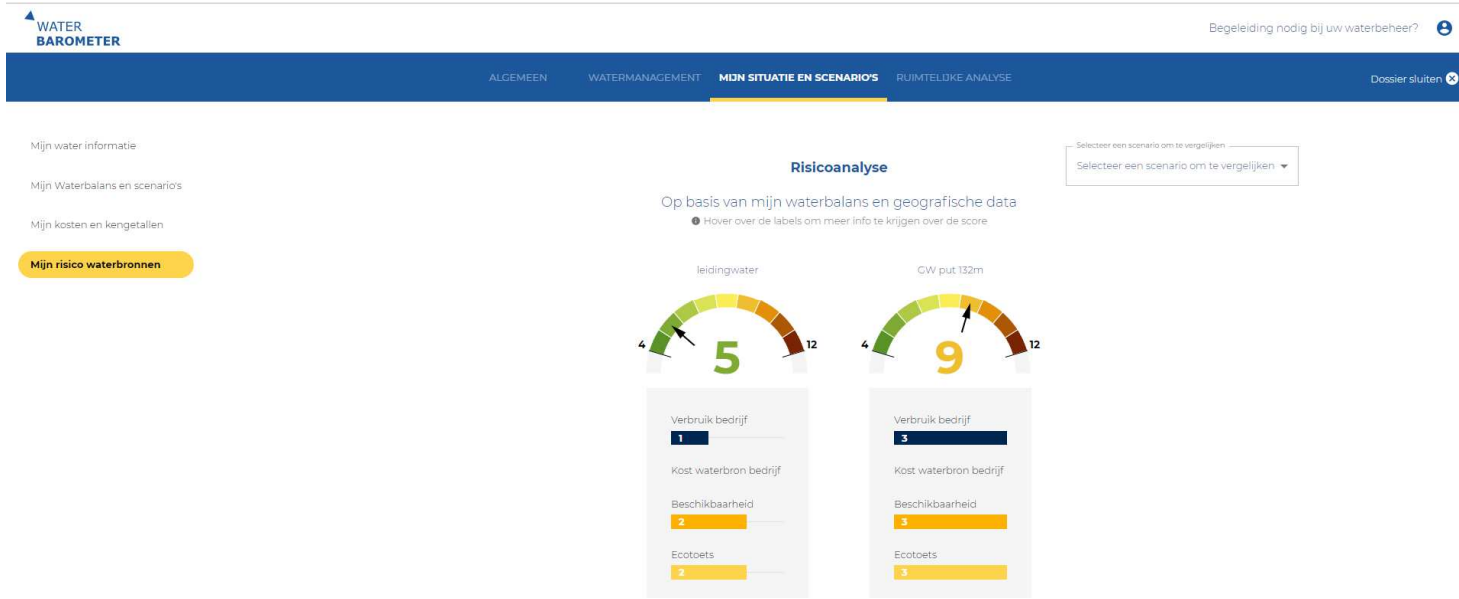 WATER
BAROMETER
Begeleiding nodig bij uw waterbeheer?
ALGEMEEN WATERMANAGEMENT MIJN SITUATIE EN SCENARIO'S RUIMTELIJKE ANALYSE
Dossier sluiten
Mijn water informatie
Mijn Waterbalans en scenario's
Mijn kosten en kengetallen
Mijn risico waterbronnen
Risicoanalyse
Selecteer een scenario om te vergelijken
Selecteer een scenario om te vergelijken
Op basis van mijn waterbalans en geografische data
Hover over de labels om meer info te krijgen over de score
leidingwater
4
12
5
Verbruik bedrijf
1
Kost waterbron bedrijf
Beschikbaarheid
2
Ecotoets
2
GW put 132m
4
12
9
Verbruik bedrijf
3
Kost waterbron bedrijf
Beschikbaarheid
3
Ecotoets
3